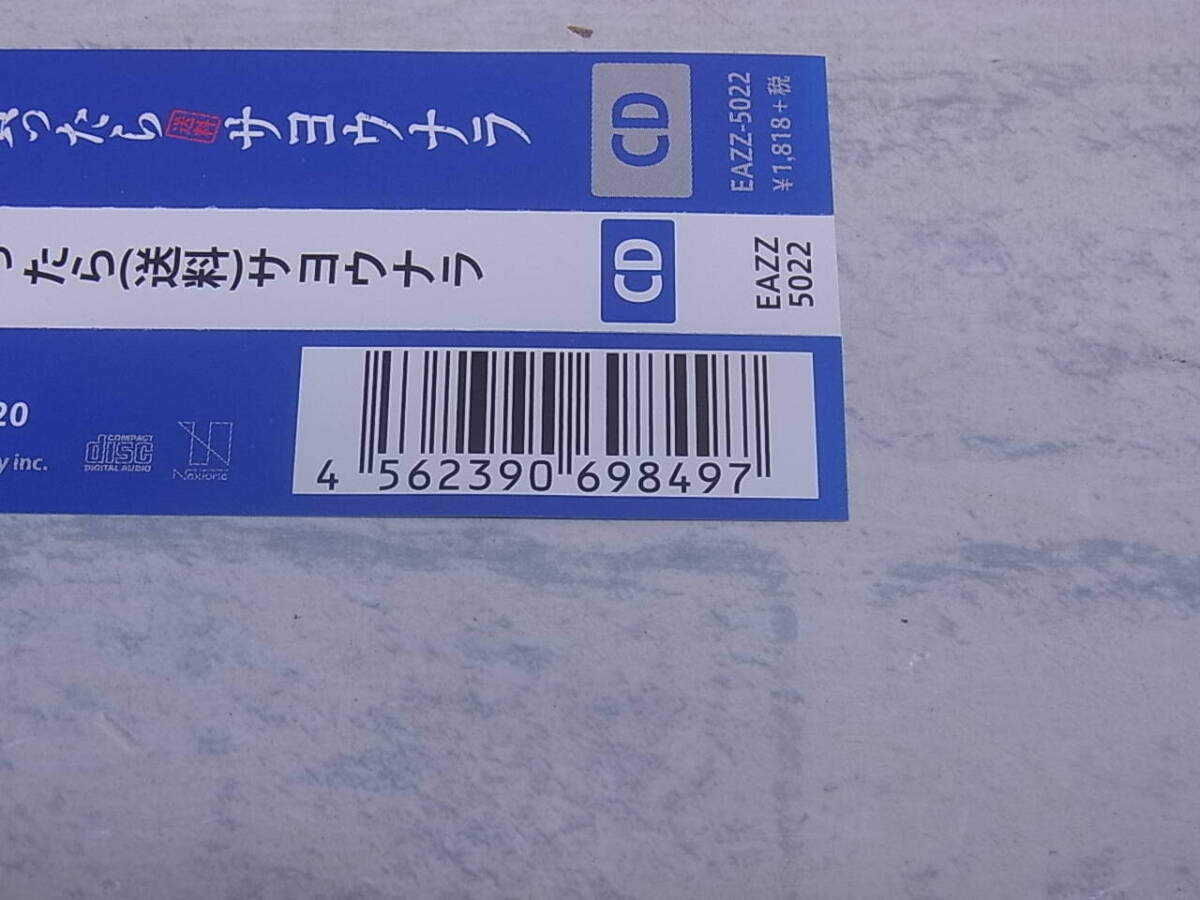 ったら送料サヨウナラ
CD
EAZZ-5022
¥1,818+税
ったら(送料)サヨウナラ
CD
EAZZ
5022
20
y inc.
COMPACT
disc
DIGITAL AUDIO
4 562390 698497